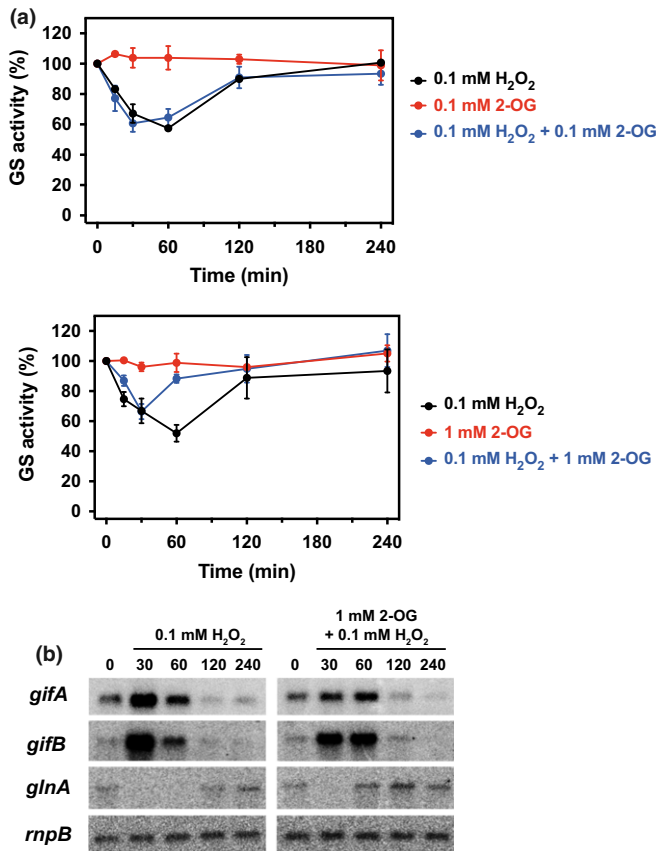 (a)
120
100
80
60
40
20
0
GS activity (%)
0 60 120 180 240
Time (min)
0.1 mM H₂O₂
0.1 mM 2-OG
0.1 mM H₂O₂ + 0.1 mM 2-OG
120
100
80
60
40
20
0
GS activity (%)
0 60 120 180 240
Time (min)
0.1 mM H₂O₂
1 mM 2-OG
0.1 mM H₂O₂ + 1 mM 2-OG
(b)
0.1 mM H₂O₂
1 mM 2-OG
+ 0.1 mM H₂O₂
0 30 60 120 240 0 30 60 120 240
gifA
gifB
glnA
rnpB